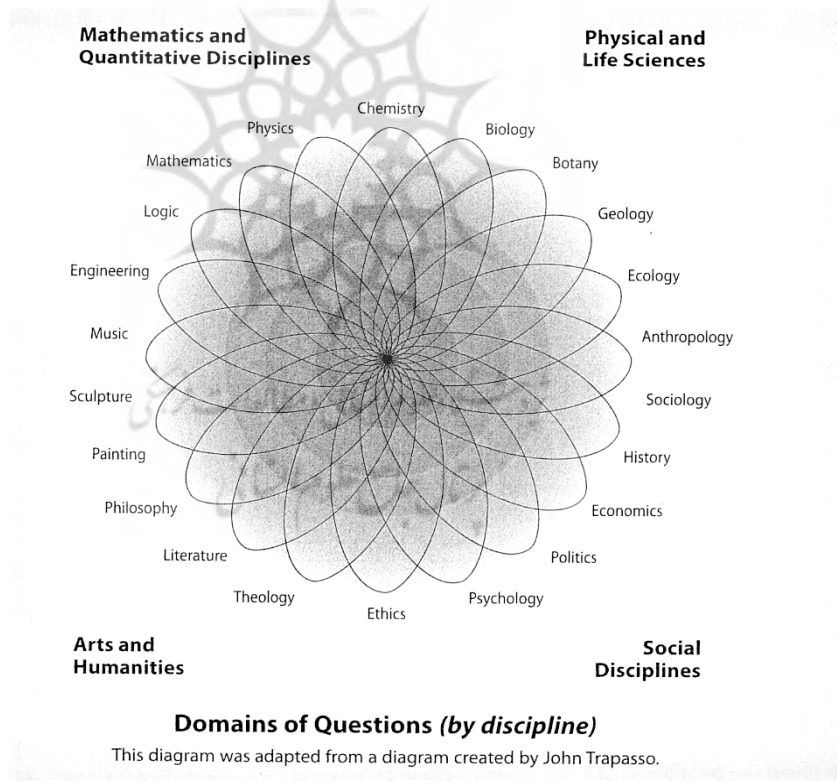 Mathematics and
Quantitative Disciplines
Physical and
Life Sciences
Chemistry
Physics
Biology
Mathematics
Botany
Logic
Geology
Engineering
Ecology
Music
Anthropology
Sculpture
Sociology
Painting
History
Philosophy
Economics
Literature
Politics
Theology
Psychology
Ethics
Arts and
Humanities
Social
Disciplines
Domains of Questions (by discipline)
This diagram was adapted from a diagram created by John Trapasso.